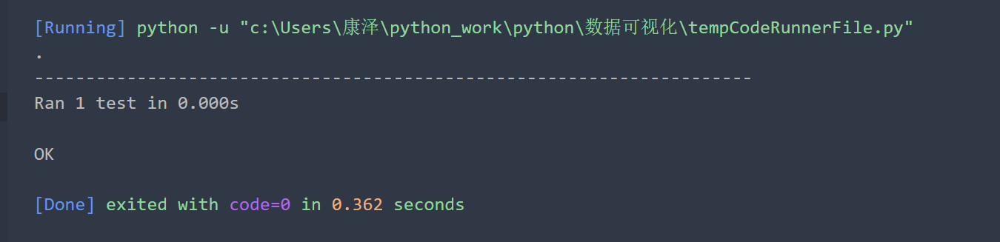 [Running] python -u "c:\Users\康泽\python_work\python\数据可视化\tempCodeRunnerFile.py"
.
----------------------------------------------------------------------
Ran 1 test in 0.000s
OK
[Done] exited with code=0 in 0.362 seconds